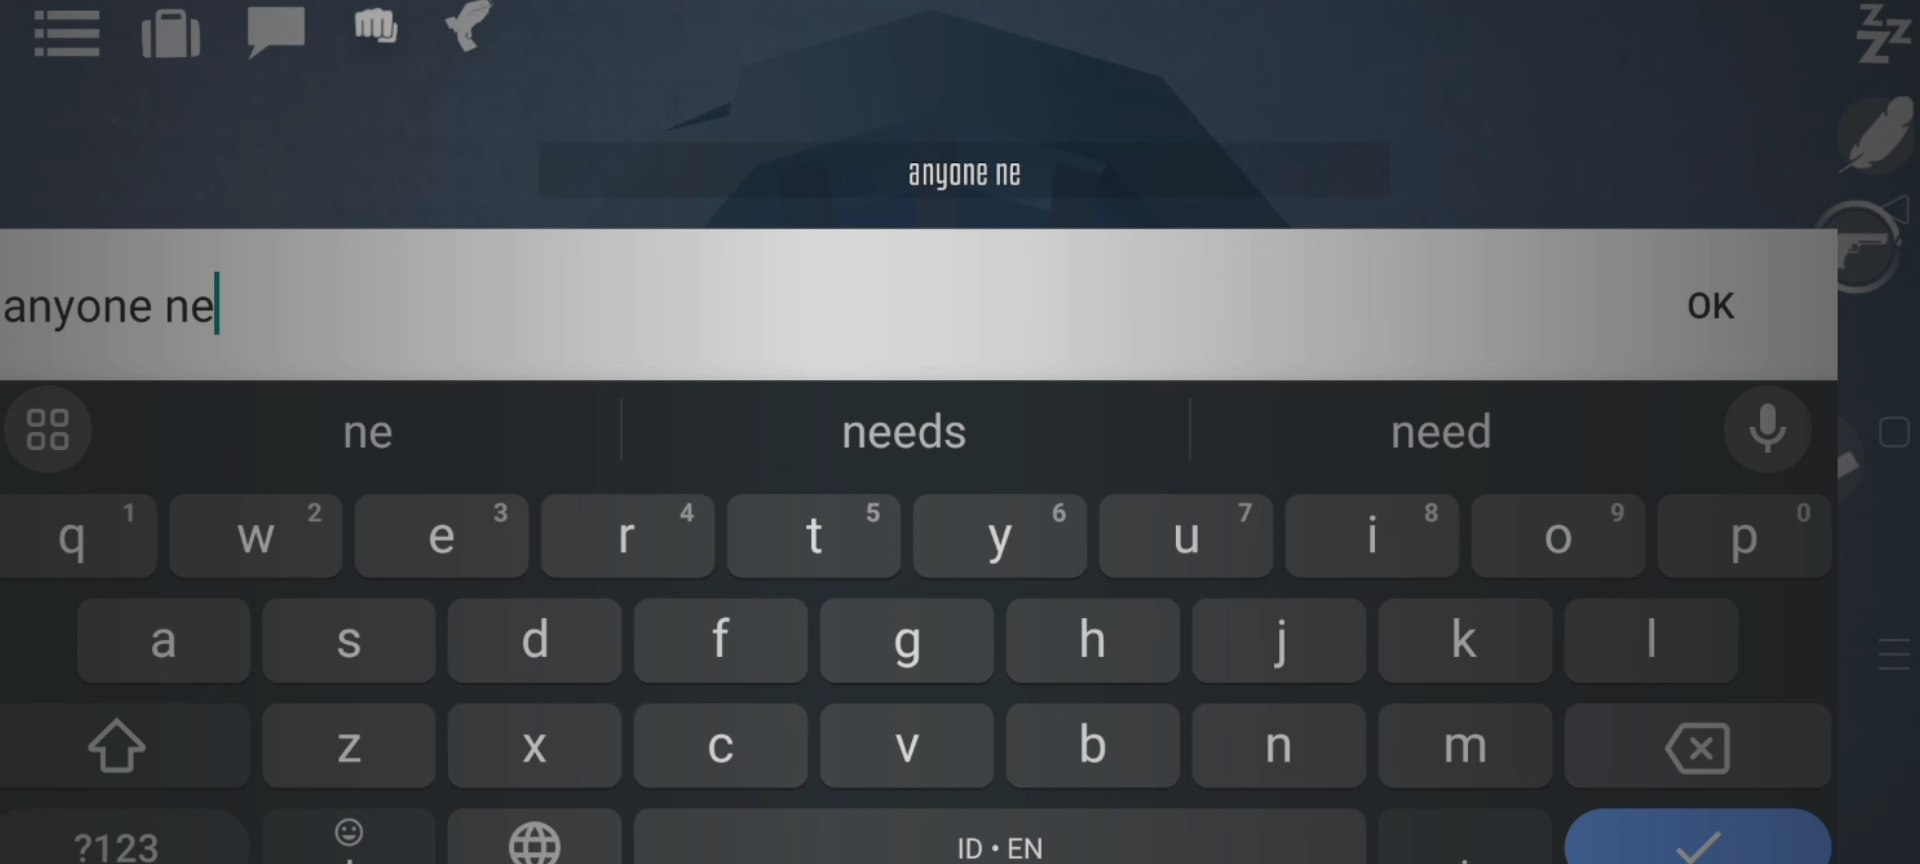 zzz
anyone ne
anyone ne
OK
ne needs need
q 1 w 2 e 3 r 4 t 5 y 6 u 7 i 8 o 9 p 0
a s d f g h j k l
z x c v b n m
?123 ID • EN .